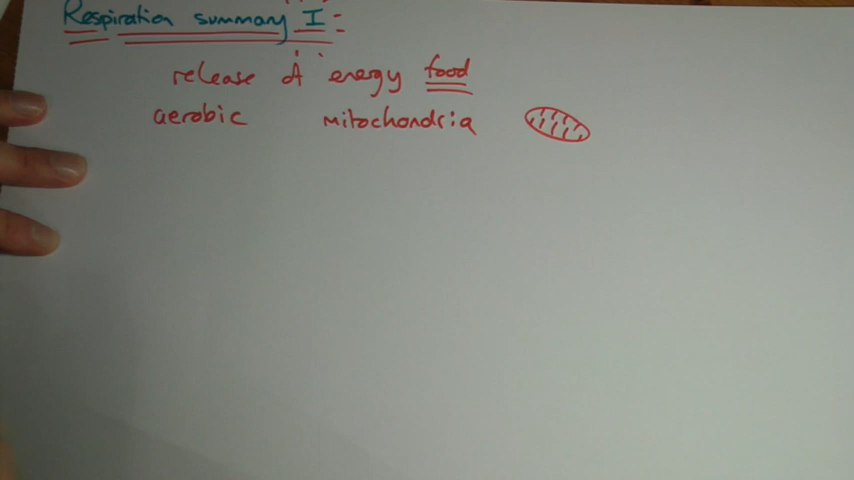 Respiration summary I :-
release of energy food
aerobic mitochondria